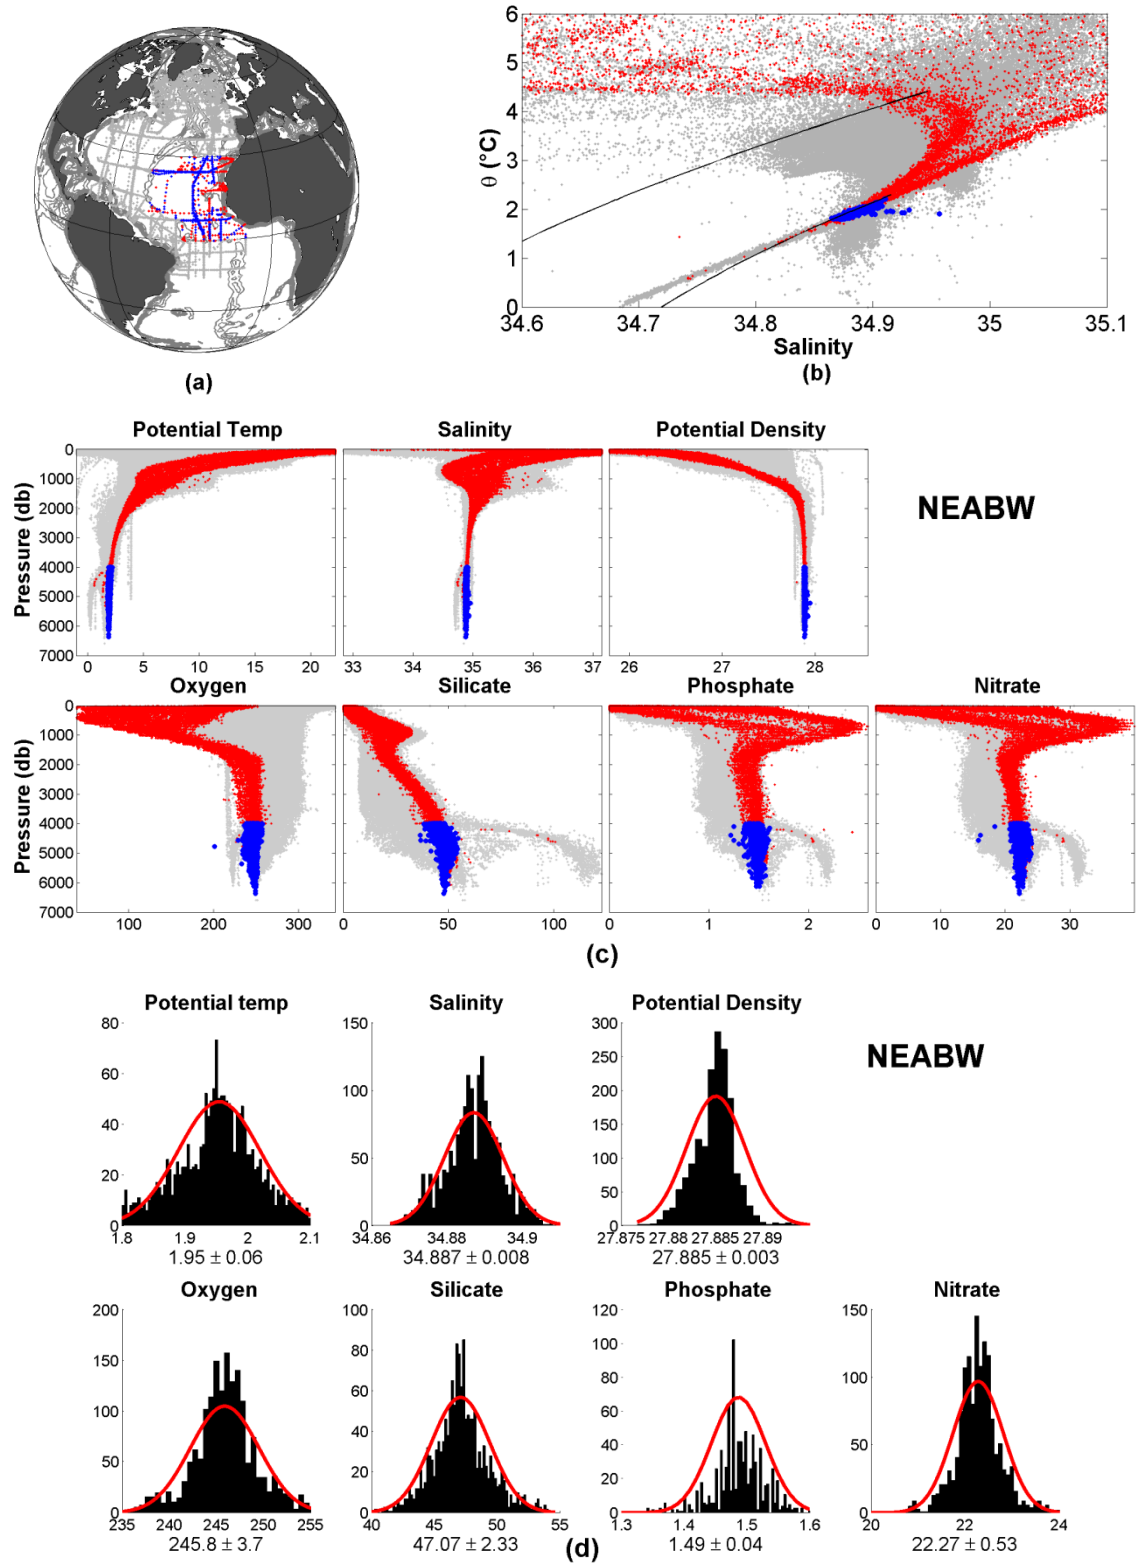 6
5
4
3
2
1
0
θ (°C)
34.6 34.7 34.8 34.9 35 35.1
Salinity
(a)
(b)
Potential Temp Salinity Potential Density
0
1000
2000
3000
4000
5000
6000
7000
Pressure (db)
NEABW
0 5 10 15 20 33 34 35 36 37 26 27 28
Oxygen Silicate Phosphate Nitrate
0
1000
2000
3000
4000
5000
6000
7000
Pressure (db)
100 200 300 0 50 100 0 1 2 0 10 20 30
(c)
Potential temp Salinity Potential Density
NEABW
80
60
40
20
0
150
100
50
0
300
250
200
150
100
50
0
1.8 1.9 2 2.1 34.86 34.88 34.9 27.875 27.88 27.885 27.89
1.95 ± 0.06 34.887 ± 0.008 27.885 ± 0.003
Oxygen Silicate Phosphate Nitrate
200
150
100
50
0
100
80
60
40
20
0
120
100
80
60
40
20
0
150
100
50
0
235 240 245 250 255 40 45 50 55 1.3 1.4 1.5 1.6 20 22 24
245.8 ± 3.7 47.07 ± 2.33 1.49 ± 0.04 22.27 ± 0.53
(d)